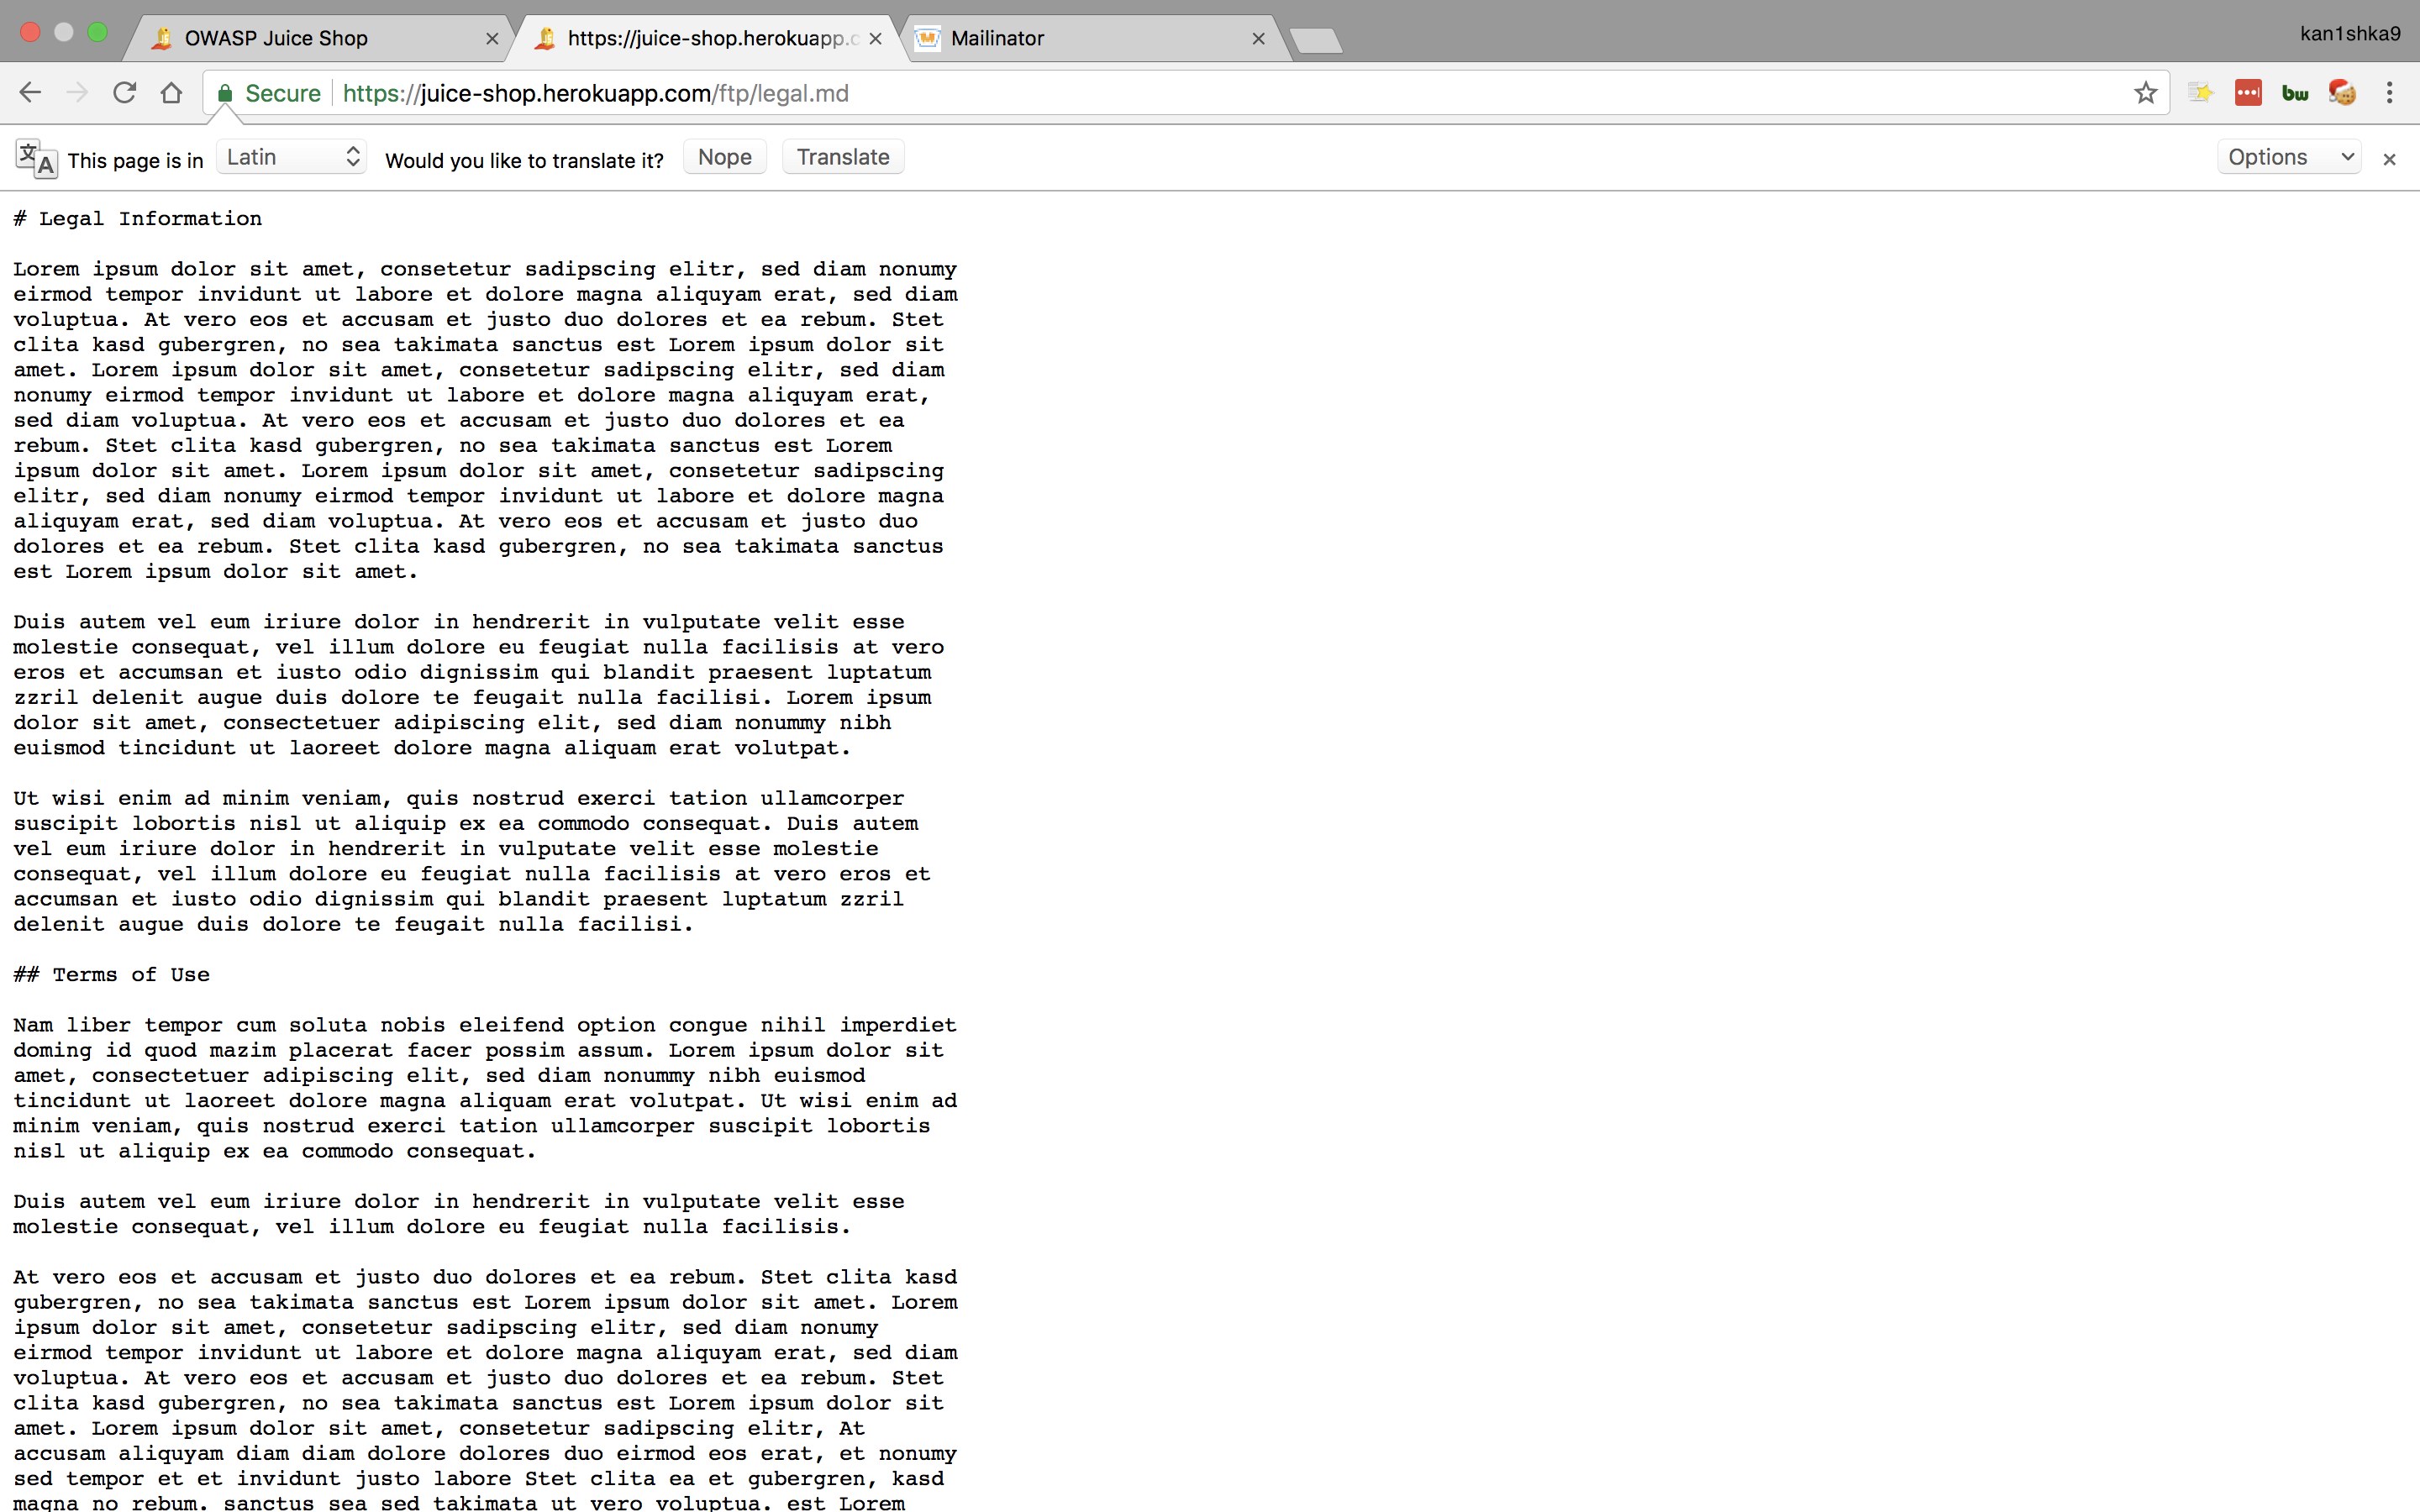 OWASP Juice Shop
https://juice-shop.herokuapp.c
Mailinator
kan1shka9
Secure https://juice-shop.herokuapp.com/ftp/legal.md
bw
文 A This page is in Latin Would you like to translate it? Nope Translate Options
# Legal Information
Lorem ipsum dolor sit amet, consetetur sadipscing elitr, sed diam nonumy
eirmod tempor invidunt ut labore et dolore magna aliquyam erat, sed diam
voluptua. At vero eos et accusam et justo duo dolores et ea rebum. Stet
clita kasd gubergren, no sea takimata sanctus est Lorem ipsum dolor sit
amet. Lorem ipsum dolor sit amet, consetetur sadipscing elitr, sed diam
nonumy eirmod tempor invidunt ut labore et dolore magna aliquyam erat,
sed diam voluptua. At vero eos et accusam et justo duo dolores et ea
rebum. Stet clita kasd gubergren, no sea takimata sanctus est Lorem
ipsum dolor sit amet. Lorem ipsum dolor sit amet, consetetur sadipscing
elitr, sed diam nonumy eirmod tempor invidunt ut labore et dolore magna
aliquyam erat, sed diam voluptua. At vero eos et accusam et justo duo
dolores et ea rebum. Stet clita kasd gubergren, no sea takimata sanctus
est Lorem ipsum dolor sit amet.
Duis autem vel eum iriure dolor in hendrerit in vulputate velit esse
molestie consequat, vel illum dolore eu feugiat nulla facilisis at vero
eros et accumsan et iusto odio dignissim qui blandit praesent luptatum
zzril delenit augue duis dolore te feugait nulla facilisi. Lorem ipsum
dolor sit amet, consectetuer adipiscing elit, sed diam nonummy nibh
euismod tincidunt ut laoreet dolore magna aliquam erat volutpat.
Ut wisi enim ad minim veniam, quis nostrud exerci tation ullamcorper
suscipit lobortis nisl ut aliquip ex ea commodo consequat. Duis autem
vel eum iriure dolor in hendrerit in vulputate velit esse molestie
consequat, vel illum dolore eu feugiat nulla facilisis at vero eros et
accumsan et iusto odio dignissim qui blandit praesent luptatum zzril
delenit augue duis dolore te feugait nulla facilisi.
## Terms of Use
Nam liber tempor cum soluta nobis eleifend option congue nihil imperdiet
doming id quod mazim placerat facer possim assum. Lorem ipsum dolor sit
amet, consectetuer adipiscing elit, sed diam nonummy nibh euismod
tincidunt ut laoreet dolore magna aliquam erat volutpat. Ut wisi enim ad
minim veniam, quis nostrud exerci tation ullamcorper suscipit lobortis
nisl ut aliquip ex ea commodo consequat.
Duis autem vel eum iriure dolor in hendrerit in vulputate velit esse
molestie consequat, vel illum dolore eu feugiat nulla facilisis.
At vero eos et accusam et justo duo dolores et ea rebum. Stet clita kasd
gubergren, no sea takimata sanctus est Lorem ipsum dolor sit amet. Lorem
ipsum dolor sit amet, consetetur sadipscing elitr, sed diam nonumy
eirmod tempor invidunt ut labore et dolore magna aliquyam erat, sed diam
voluptua. At vero eos et accusam et justo duo dolores et ea rebum. Stet
clita kasd gubergren, no sea takimata sanctus est Lorem ipsum dolor sit
amet. Lorem ipsum dolor sit amet, consetetur sadipscing elitr, At
accusam aliquyam diam diam dolore dolores duo eirmod eos erat, et nonumy
sed tempor et et invidunt justo labore Stet clita ea et gubergren, kasd
magna no rebum. sanctus sea sed takimata ut vero voluptua. est Lorem